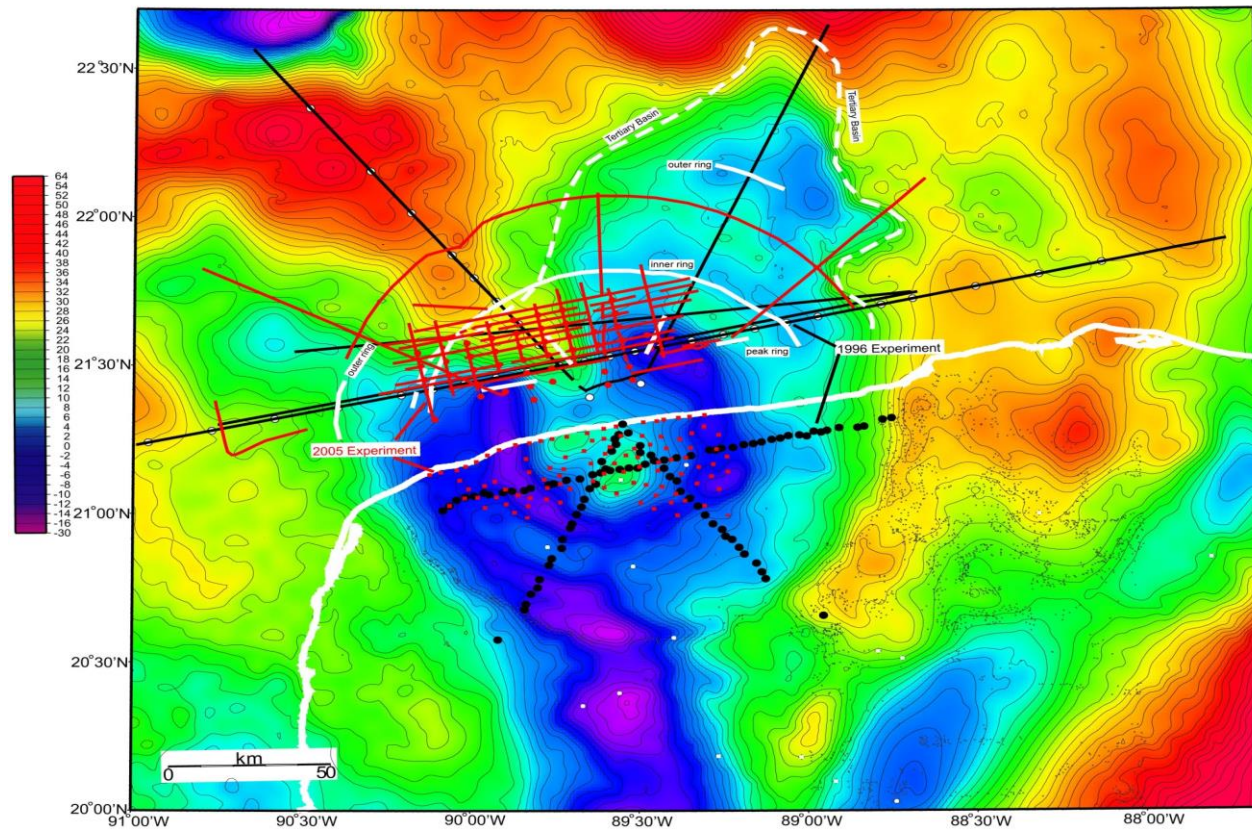 22°30'N
22°00'N
21°30'N
21°00'N
20°30'N
20°00'N
91°00'W
90°30'W
90°00'W
89°30'W
89°00'W
88°30'W
88°00'W
64
54
52
50
48
46
44
42
40
38
36
34
32
30
28
26
24
22
20
18
16
14
12
10
8
6
4
2
0
-2
-4
-6
-8
-10
-12
-14
-16
-30
Tertiary Basin
Tertiary Basin
outer ring
inner ring
outer ring
peak ring
1996 Experiment
2005 Experiment
km
0
50